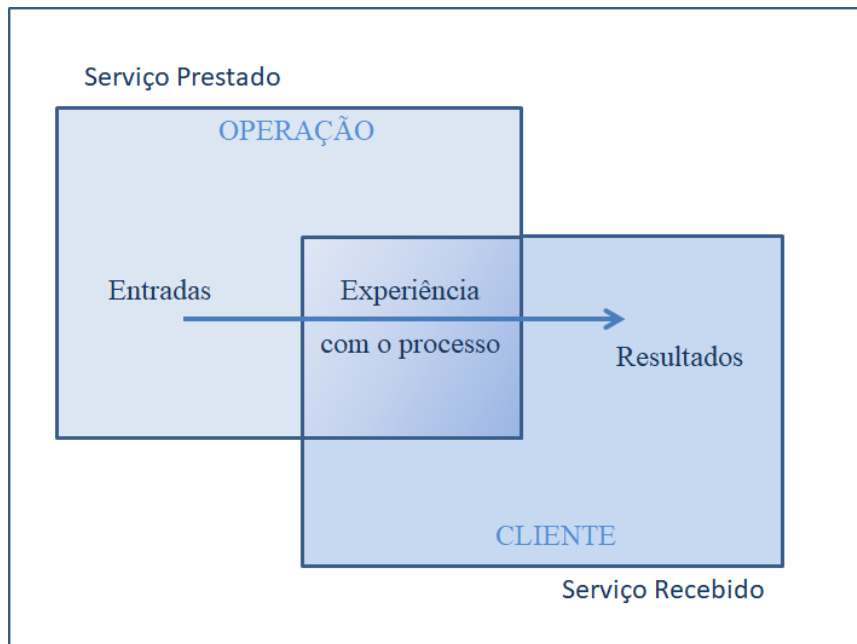 Serviço Prestado
OPERAÇÃO
Entradas
Experiência
com o processo
Resultados
CLIENTE
Serviço Recebido